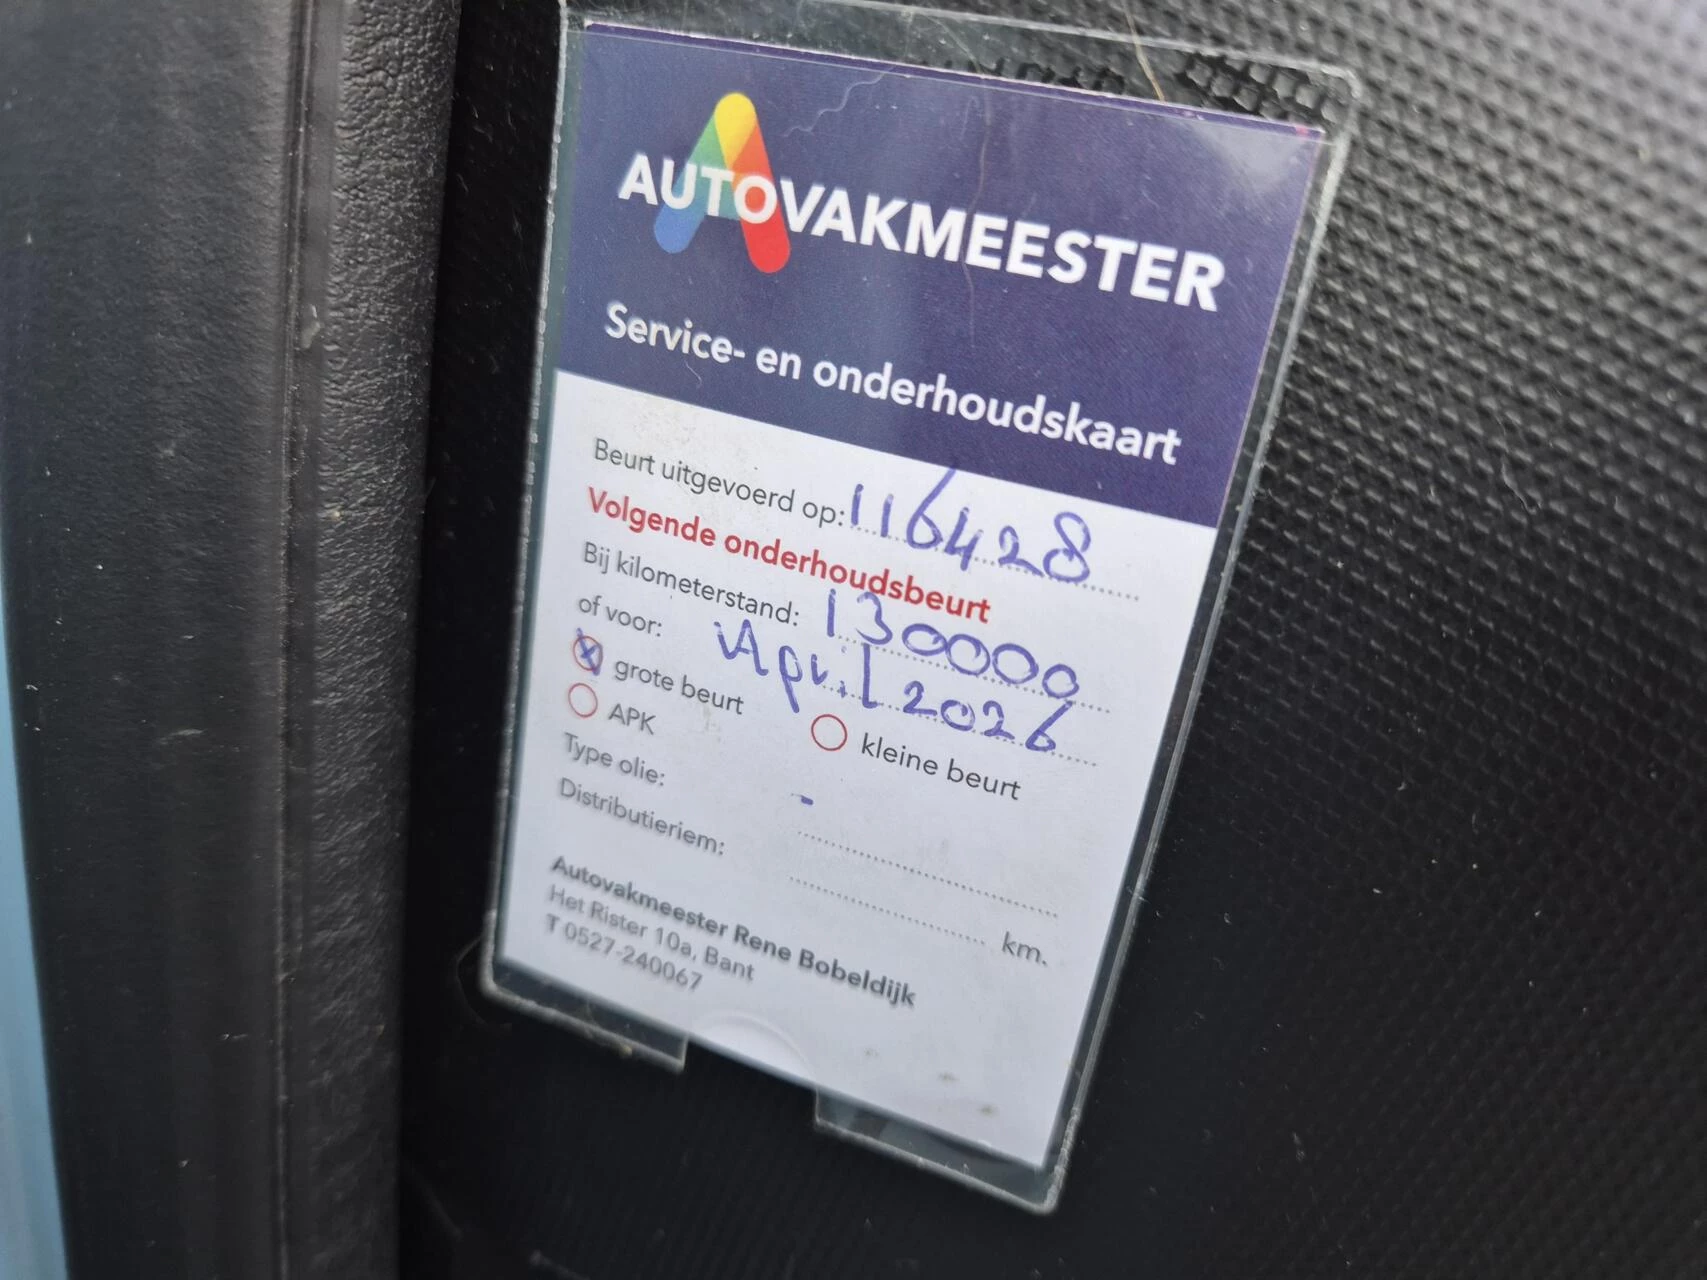 AUTOVAKMEESTER
Service- en onderhoudskaart
Beurt uitgevoerd op: 116428
Volgende onderhoudsbeurt
Bij kilometerstand: 130000
of voor: April 2026
grote beurt
kleine beurt
APK
Type olie: -
Distributieriem: km.
Autovakmeester Rene Bobeldijk
Het Rister 10a, Bant
T 0527-240067